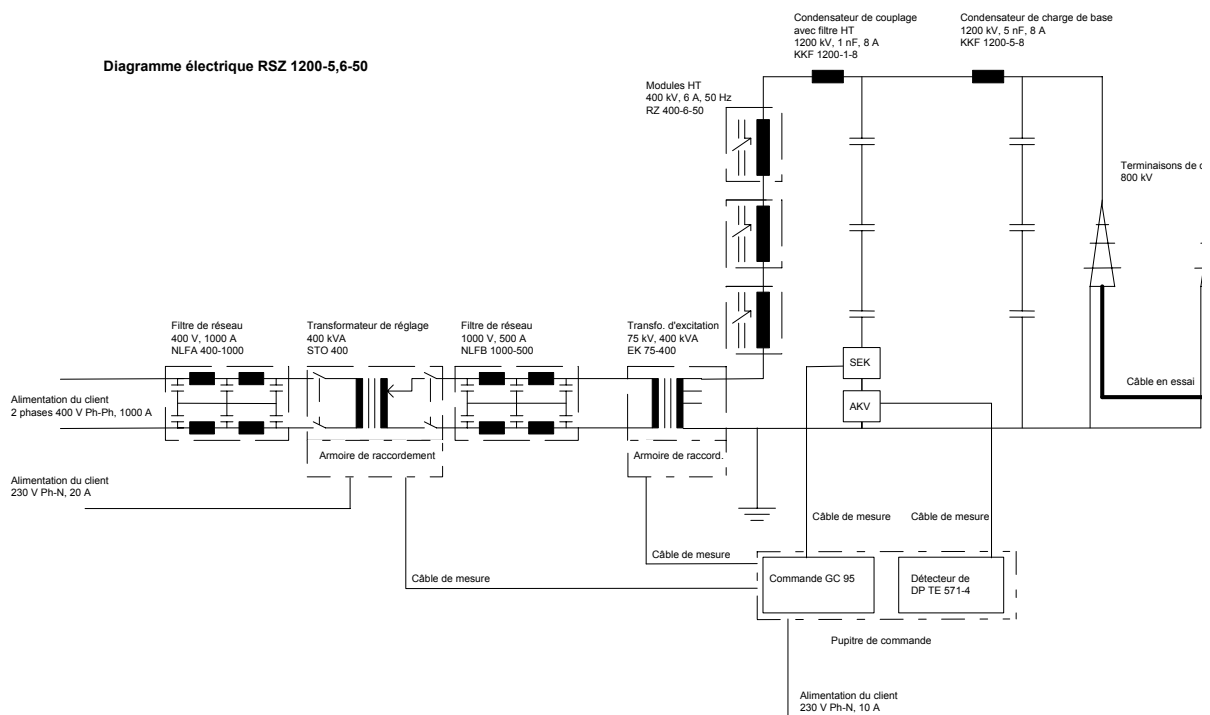 Diagramme électrique RSZ 1200-5,6-50
Condensateur de couplage
avec filtre HT
1200 kV, 1 nF, 8 A
KKF 1200-1-8
Condensateur de charge de base
1200 kV, 5 nF, 8 A
KKF 1200-5-8
Modules HT
400 kV, 6 A, 50 Hz
RZ 400-6-50
Terminaisons de
800 kV
Filtre de réseau
400 V, 1000 A
NLFA 400-1000
Transformateur de réglage
400 kVA
STO 400
Filtre de réseau
1000 V, 500 A
NLFB 1000-500
Transfo. d'excitation
75 kV, 400 kVA
EK 75-400
SEK
AKV
Câble en essai
Alimentation du client
2 phases 400 V Ph-Ph, 1000 A
Armoire de raccordement
Armoire de raccord.
Alimentation du client
230 V Ph-N, 20 A
Câble de mesure
Câble de mesure
Câble de mesure
Câble de mesure
Commande GC 95
Détecteur de
DP TE 571-4
Pupitre de commande
Alimentation du client
230 V Ph-N, 10 A